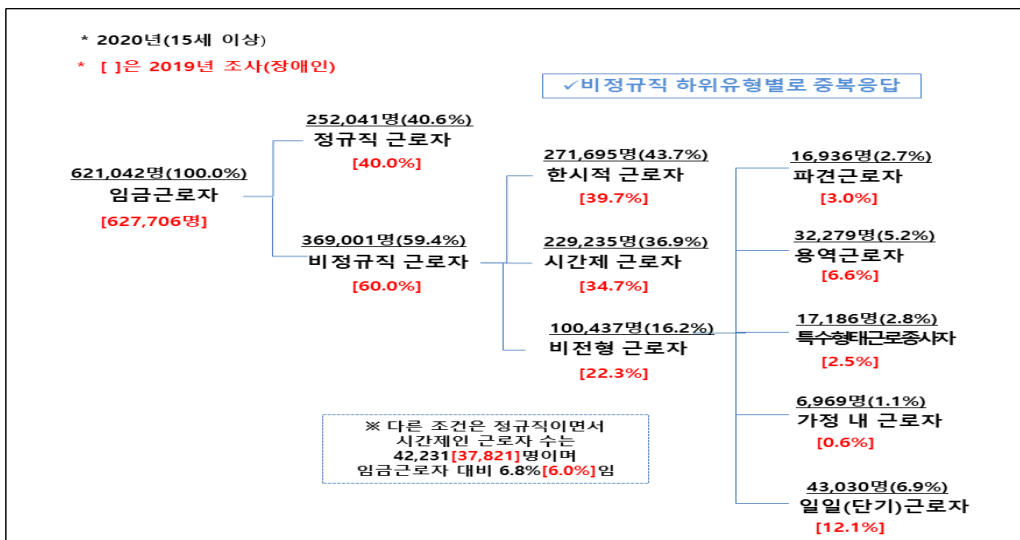 * 2020년(15세 이상)
* [ ]은 2019년 조사(장애인)
✓비정규직 하위유형별로 중복응답
621,042명(100.0%)
임금근로자
[627,706명]
252,041명(40.6%)
정규직 근로자
[40.0%]
369,001명(59.4%)
비정규직 근로자
[60.0%]
271,695명(43.7%)
한시적 근로자
[39.7%]
229,235명(36.9%)
시간제 근로자
[34.7%]
100,437명(16.2%)
비전형 근로자
[22.3%]
16,936명(2.7%)
파견근로자
[3.0%]
32,279명(5.2%)
용역근로자
[6.6%]
17,186명(2.8%)
특수형태근로종사자
[2.5%]
6,969명(1.1%)
가정 내 근로자
[0.6%]
43,030명(6.9%)
일일(단기)근로자
[12.1%]
※ 다른 조건은 정규직이면서
시간제인 근로자 수는
42,231[37,821]명이며
임금근로자 대비 6.8%[6.0%]임